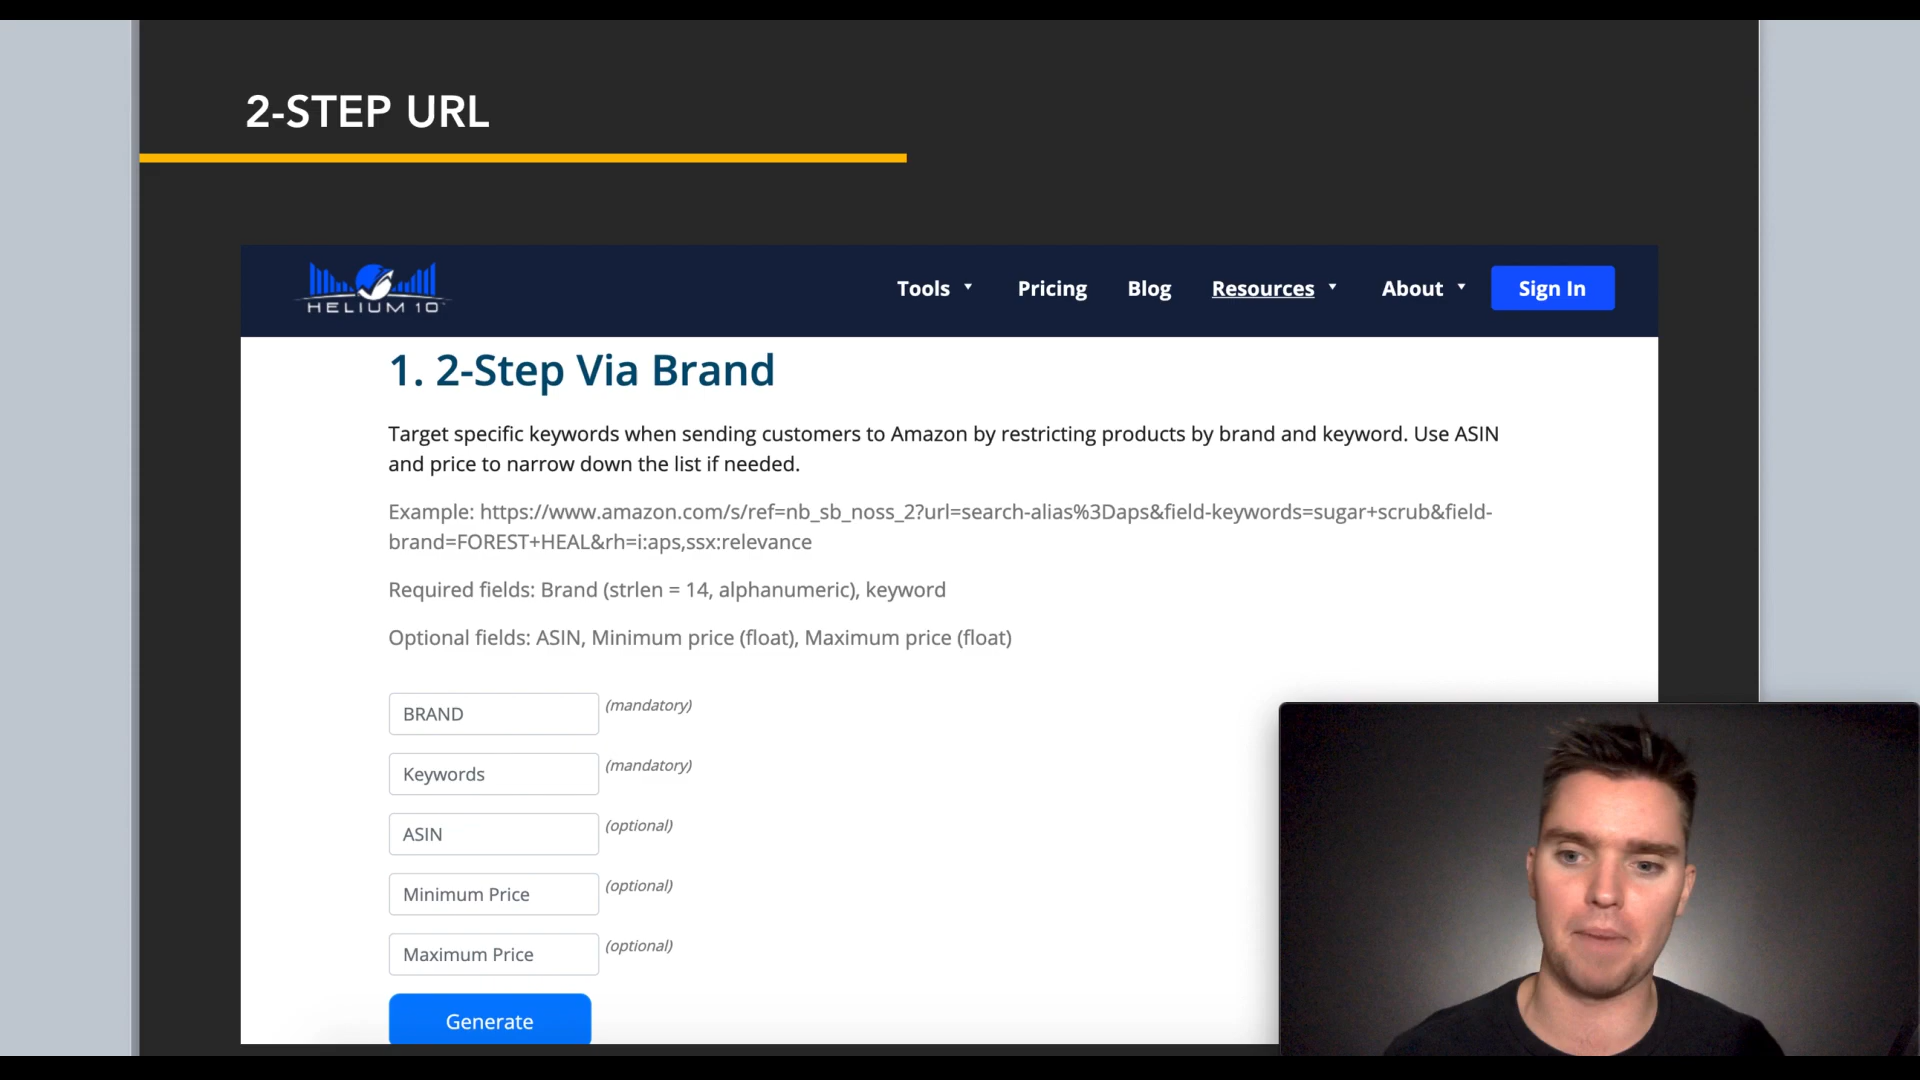 2-STEP URL
HELIUM 10
Tools
Pricing
Blog
Resources
About
Sign In
1. 2-Step Via Brand
Target specific keywords when sending customers to Amazon by restricting products by brand and keyword. Use ASIN
and price to narrow down the list if needed.
Example: https://www.amazon.com/s/ref=nb_sb_noss_2?url=search-alias%3Daps&field-keywords=sugar+scrub&field-
brand=FOREST+HEAL&rh=i:aps,ssx:relevance
Required fields: Brand (strlen = 14, alphanumeric), keyword
Optional fields: ASIN, Minimum price (float), Maximum price (float)
BRAND (mandatory)
Keywords (mandatory)
ASIN (optional)
Minimum Price (optional)
Maximum Price (optional)
Generate